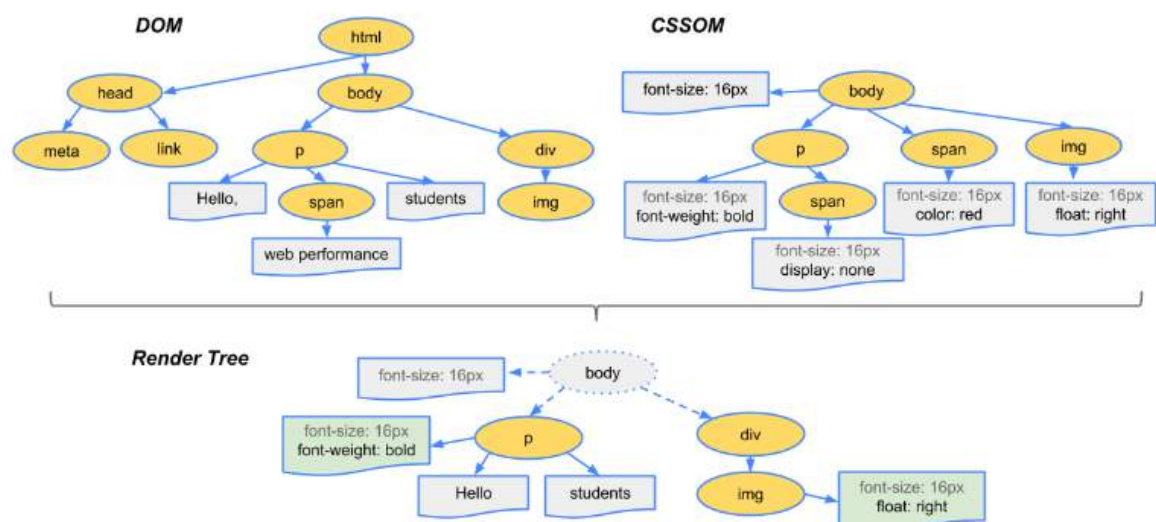 DOM
html
head
body
meta
link
p
div
Hello,
span
students
img
web performance
CSSOM
font-size: 16px
body
p
span
img
font-size: 16px
font-weight: bold
span
font-size: 16px
color: red
font-size: 16px
float: right
font-size: 16px
display: none
Render Tree
font-size: 16px
body
font-size: 16px
font-weight: bold
p
div
Hello
students
img
font-size: 16px
float: right